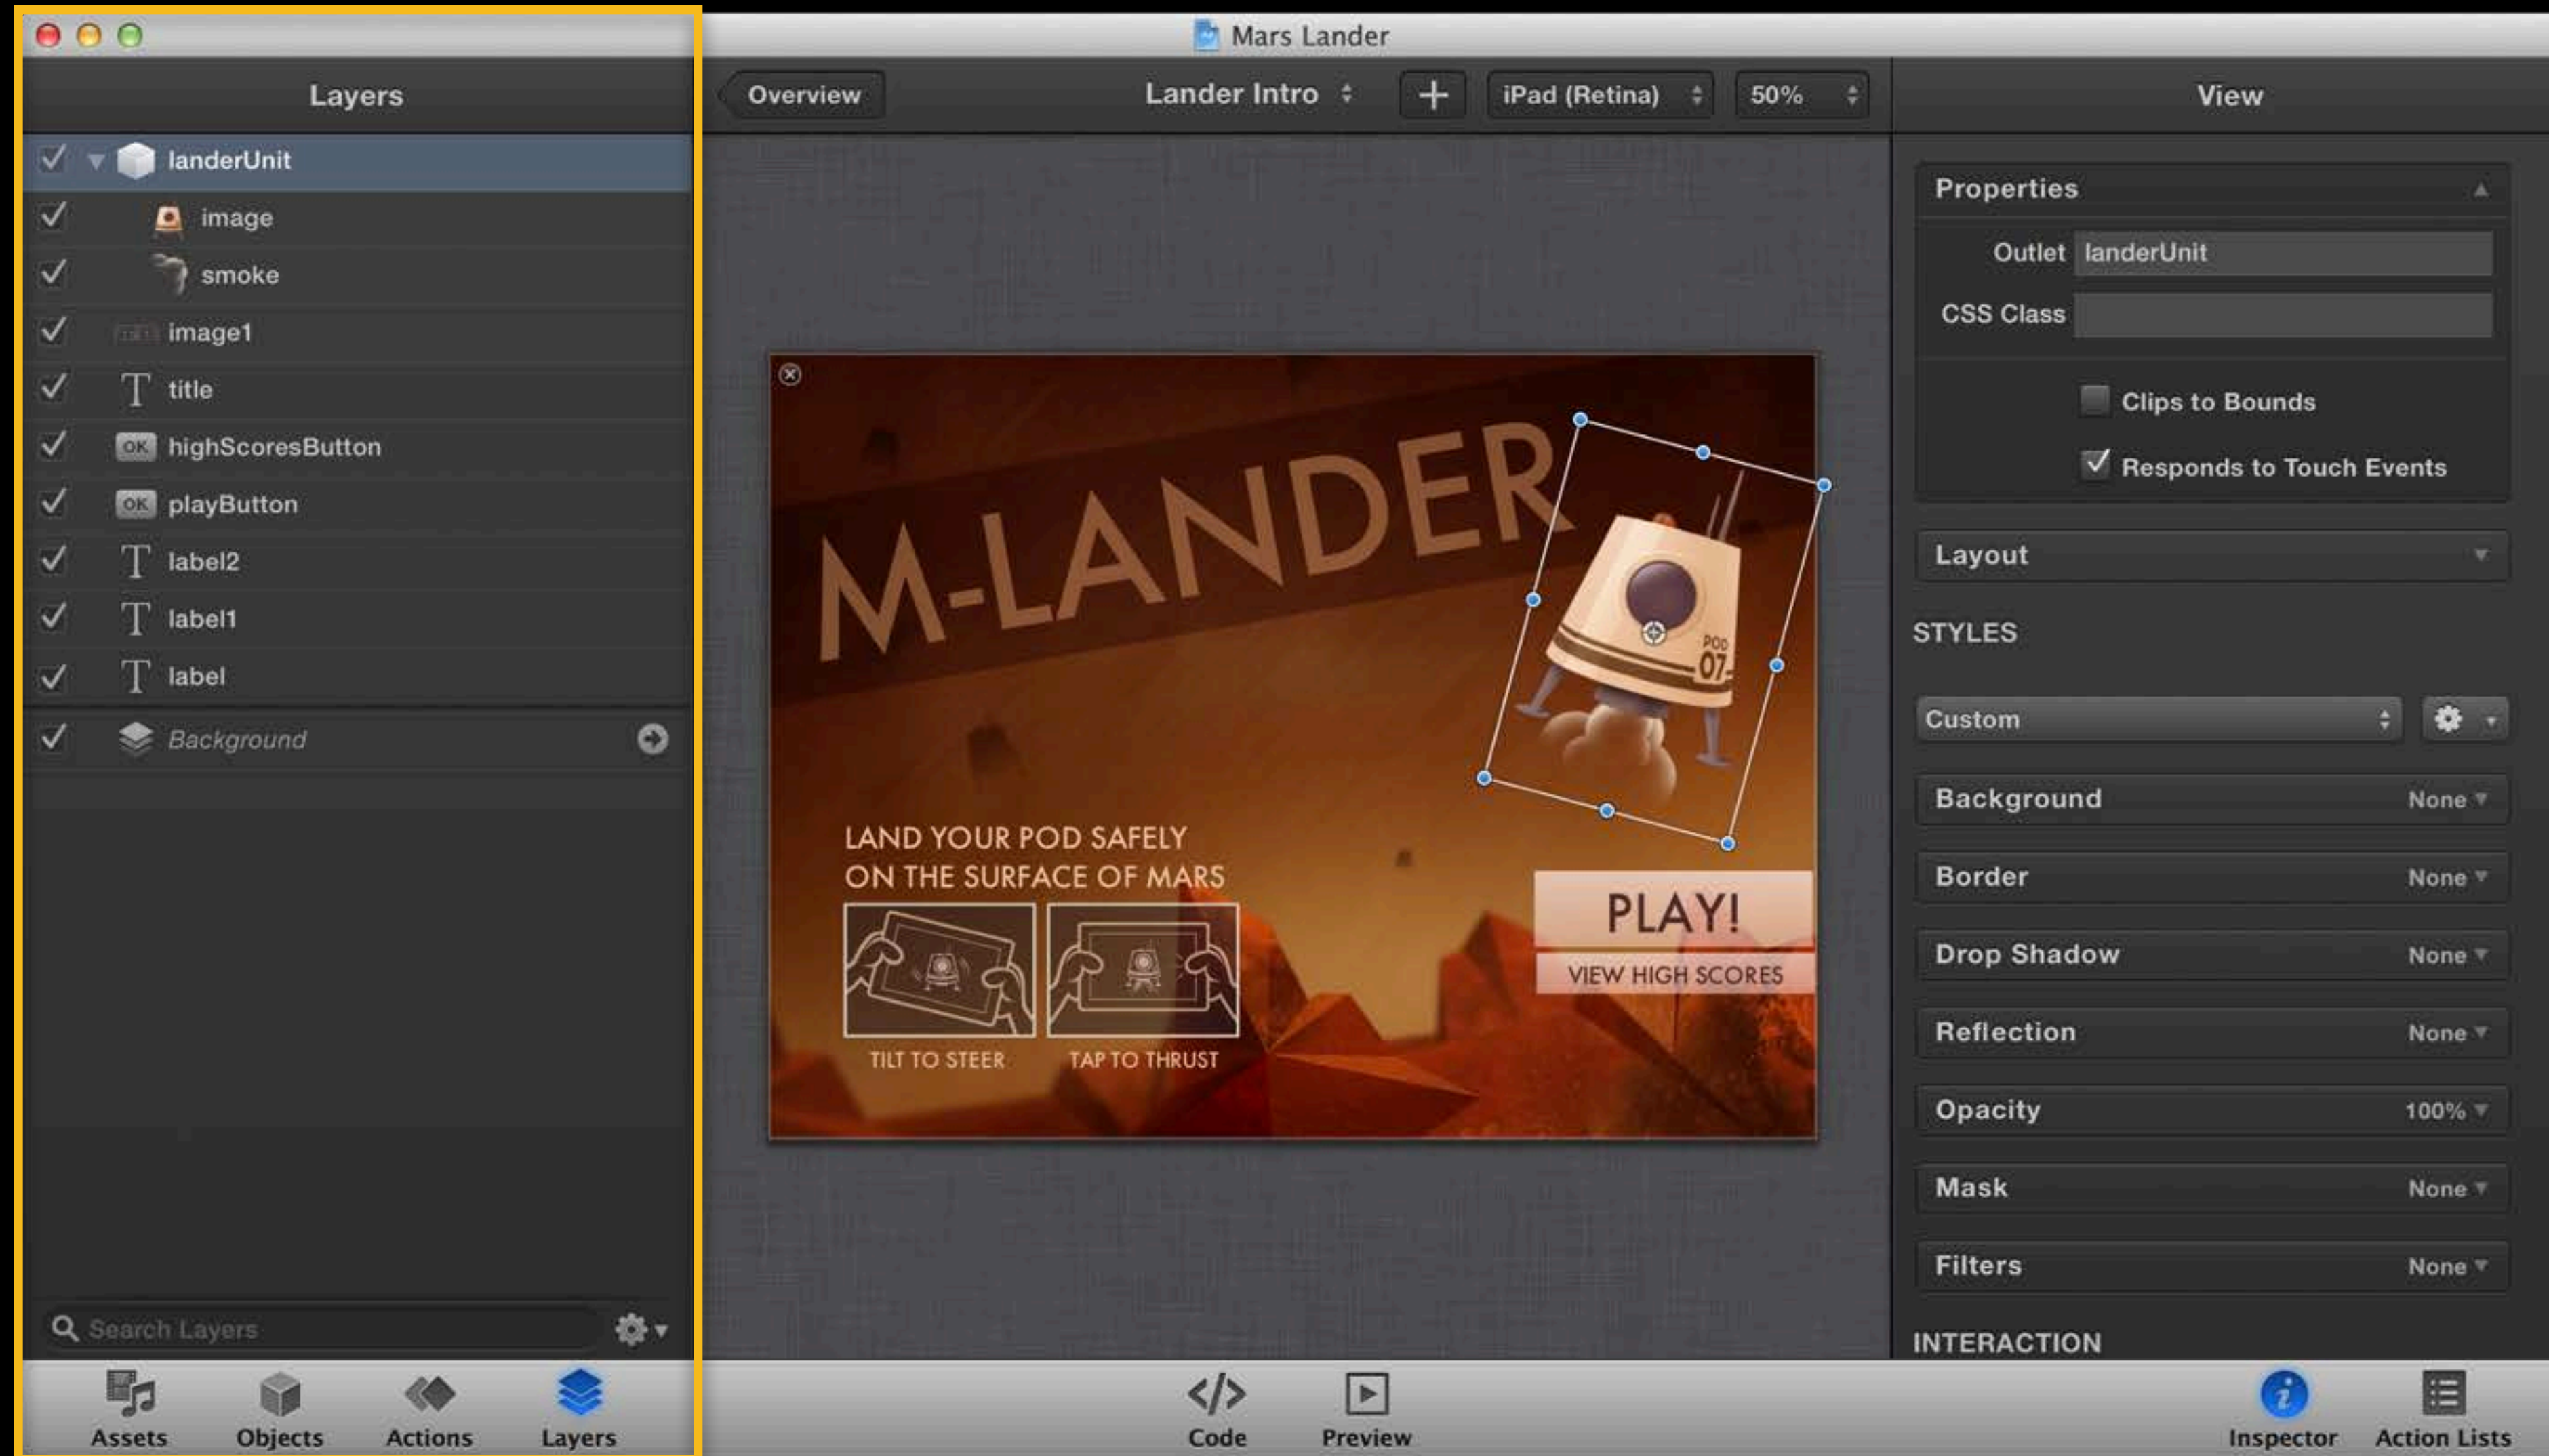 Mars Lander
Layers
landerUnit
image
smoke
image1
title
OK highScoresButton
OK playButton
label2
label1
label
Background
Search Layers
Assets
Objects
Actions
Layers
Overview
Lander Intro
iPad (Retina)
50%
M-LANDER
POD
07
LAND YOUR POD SAFELY
ON THE SURFACE OF MARS
TILT TO STEER
TAP TO THRUST
PLAY!
VIEW HIGH SCORES
Code
Preview
View
Properties
Outlet landerUnit
CSS Class
Clips to Bounds
Responds to Touch Events
Layout
STYLES
Custom
Background None
Border None
Drop Shadow None
Reflection None
Opacity 100%
Mask None
Filters None
INTERACTION
Inspector
Action Lists